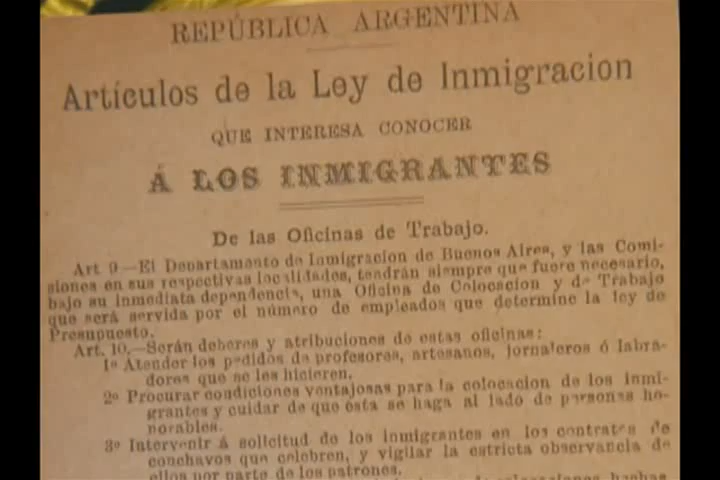 REPÚBLICA ARGENTINA
Artículos de la Ley de Inmigracion
QUE INTERESA CONOCER
Á LOS INMIGRANTES
De las Oficinas de Trabajo.
Art 9—El Departamento de Inmigracion de Buenos Aires, y las Comi-
siones en sus respectivas localidades, tendrán siempre que fuere necesario,
bajo su inmediata dependencia, una Oficina de Colocacion y de Trabajo
que será servida por el número de empleados que determine la ley de
Presupuesto.
Art. 10.—Serán deberes y atribuciones de estas oficinas:
1º Atender los pedidos de profesores, artesanos, jornaleros ó labra-
dores que se les hicieren.
2º Procurar condiciones ventajosas para la colocacion de los inmi-
grantes y cuidar de que ésta se haga al lado de personas ho-
norables.
3º Intervenir á solicitud de los inmigrantes en los contratos de
conchavos que celebren, y vigilar la estricta observancia de
ellos por parte de los patrones.